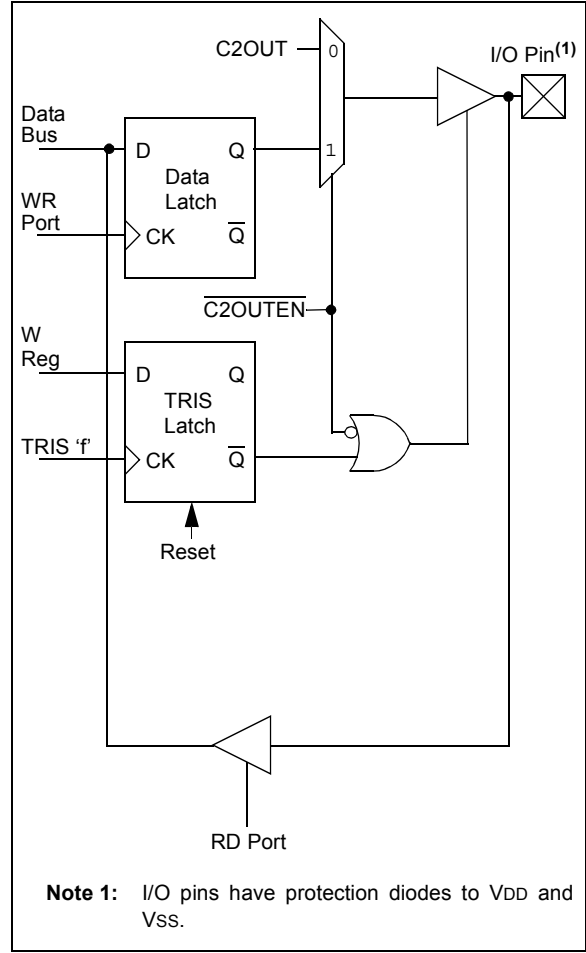 C2OUT
0
I/O Pin(1)
Data
Bus
D
Q
1
Data
Latch
WR
Port
CK
Q̅
C̅2̅O̅U̅T̅E̅N̅
W
Reg
D
Q
TRIS
Latch
TRIS ‘f’
CK
Q̅
Reset
RD Port
Note 1: I/O pins have protection diodes to VDD and
VSS.